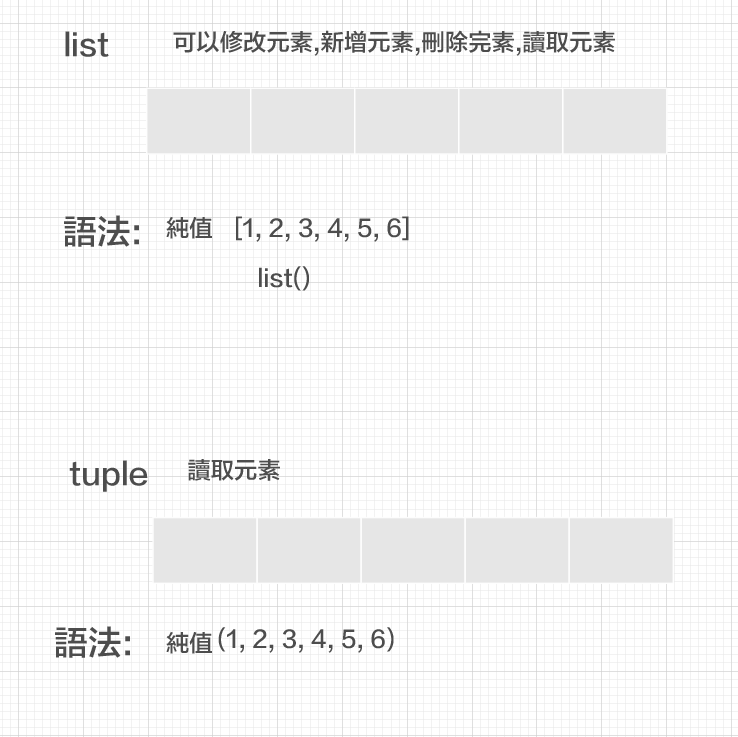 list 可以修改元素,新增元素,刪除完素,讀取元素
語法: 純值 [1, 2, 3, 4, 5, 6]
list()
tuple 讀取元素
語法: 純值 (1, 2, 3, 4, 5, 6)